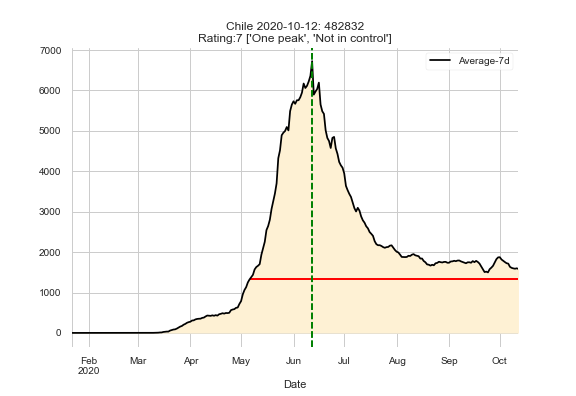 Chile 2020-10-12: 482832
Rating:7 ['One peak', 'Not in control']
Average-7d
7000
6000
5000
4000
3000
2000
1000
0
Feb Mar Apr May Jun Jul Aug Sep Oct
2020
Date